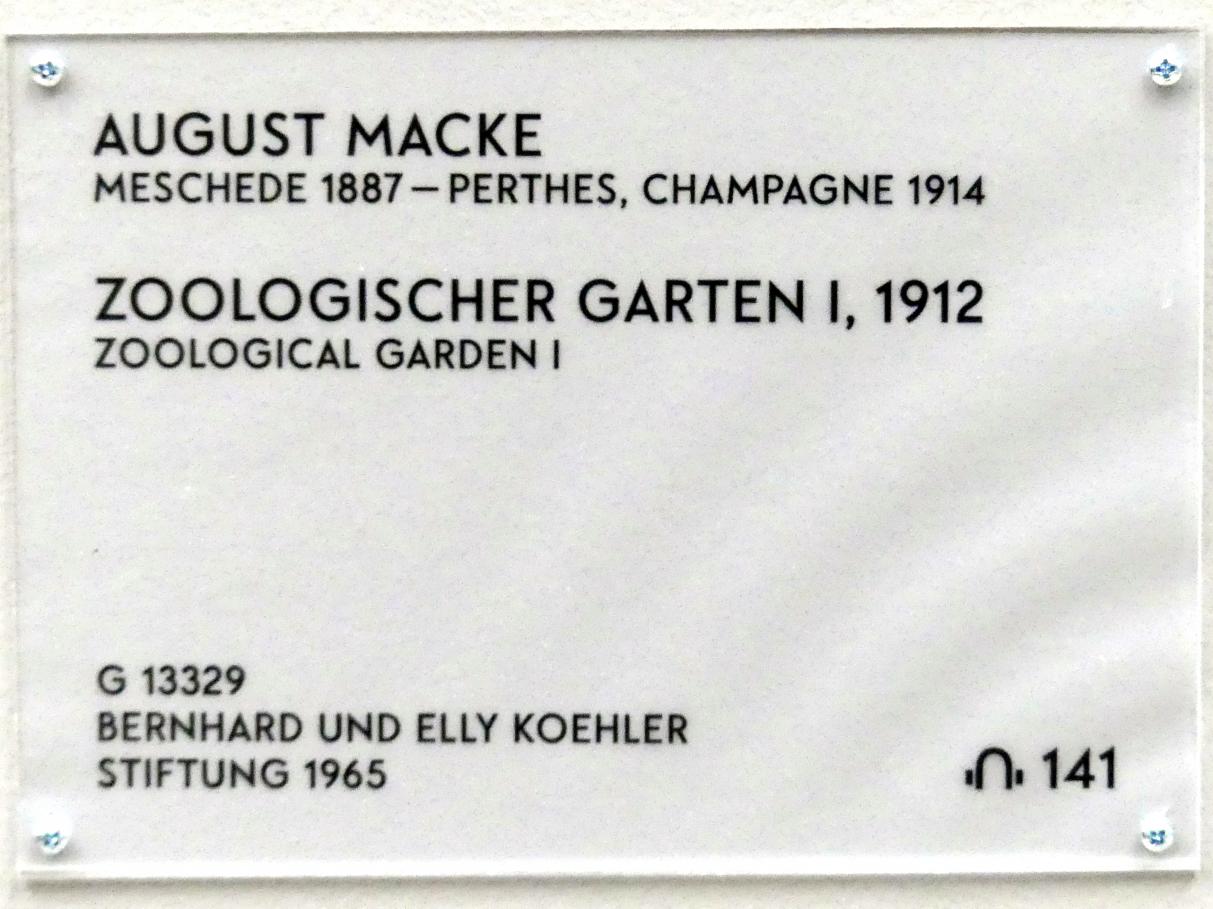 AUGUST MACKE
MESCHEDE 1887 – PERTHES, CHAMPAGNE 1914
ZOOLOGISCHER GARTEN I, 1912
ZOOLOGICAL GARDEN I
G 13329
BERNHARD UND ELLY KOEHLER
STIFTUNG 1965
141